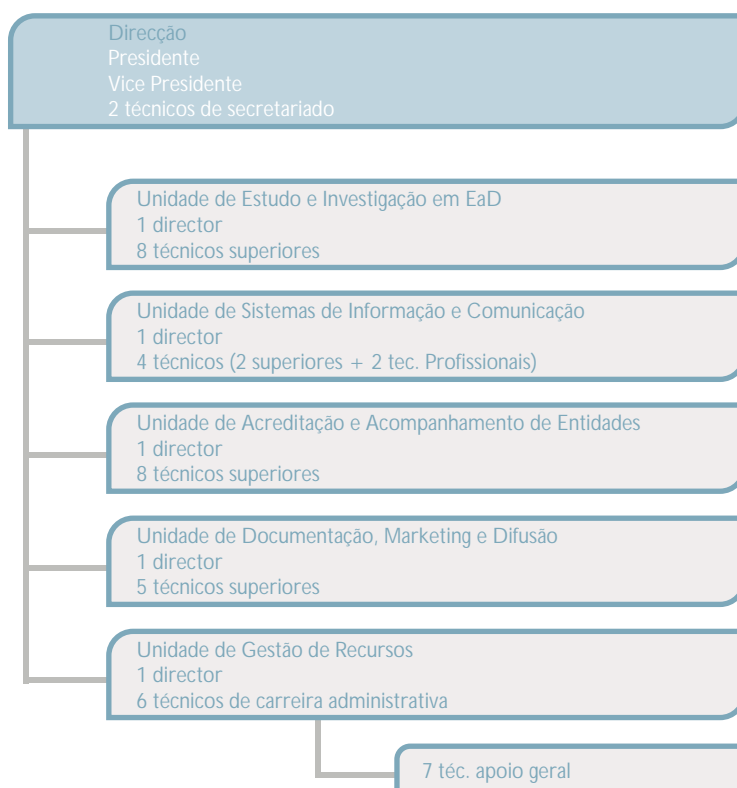 Direcção
Presidente
Vice Presidente
2 técnicos de secretariado
Unidade de Estudo e Investigação em EaD
1 director
8 técnicos superiores
Unidade de Sistemas de Informação e Comunicação
1 director
4 técnicos (2 superiores + 2 tec. Profissionais)
Unidade de Acreditação e Acompanhamento de Entidades
1 director
8 técnicos superiores
Unidade de Documentação, Marketing e Difusão
1 director
5 técnicos superiores
Unidade de Gestão de Recursos
1 director
6 técnicos de carreira administrativa
7 téc. apoio geral